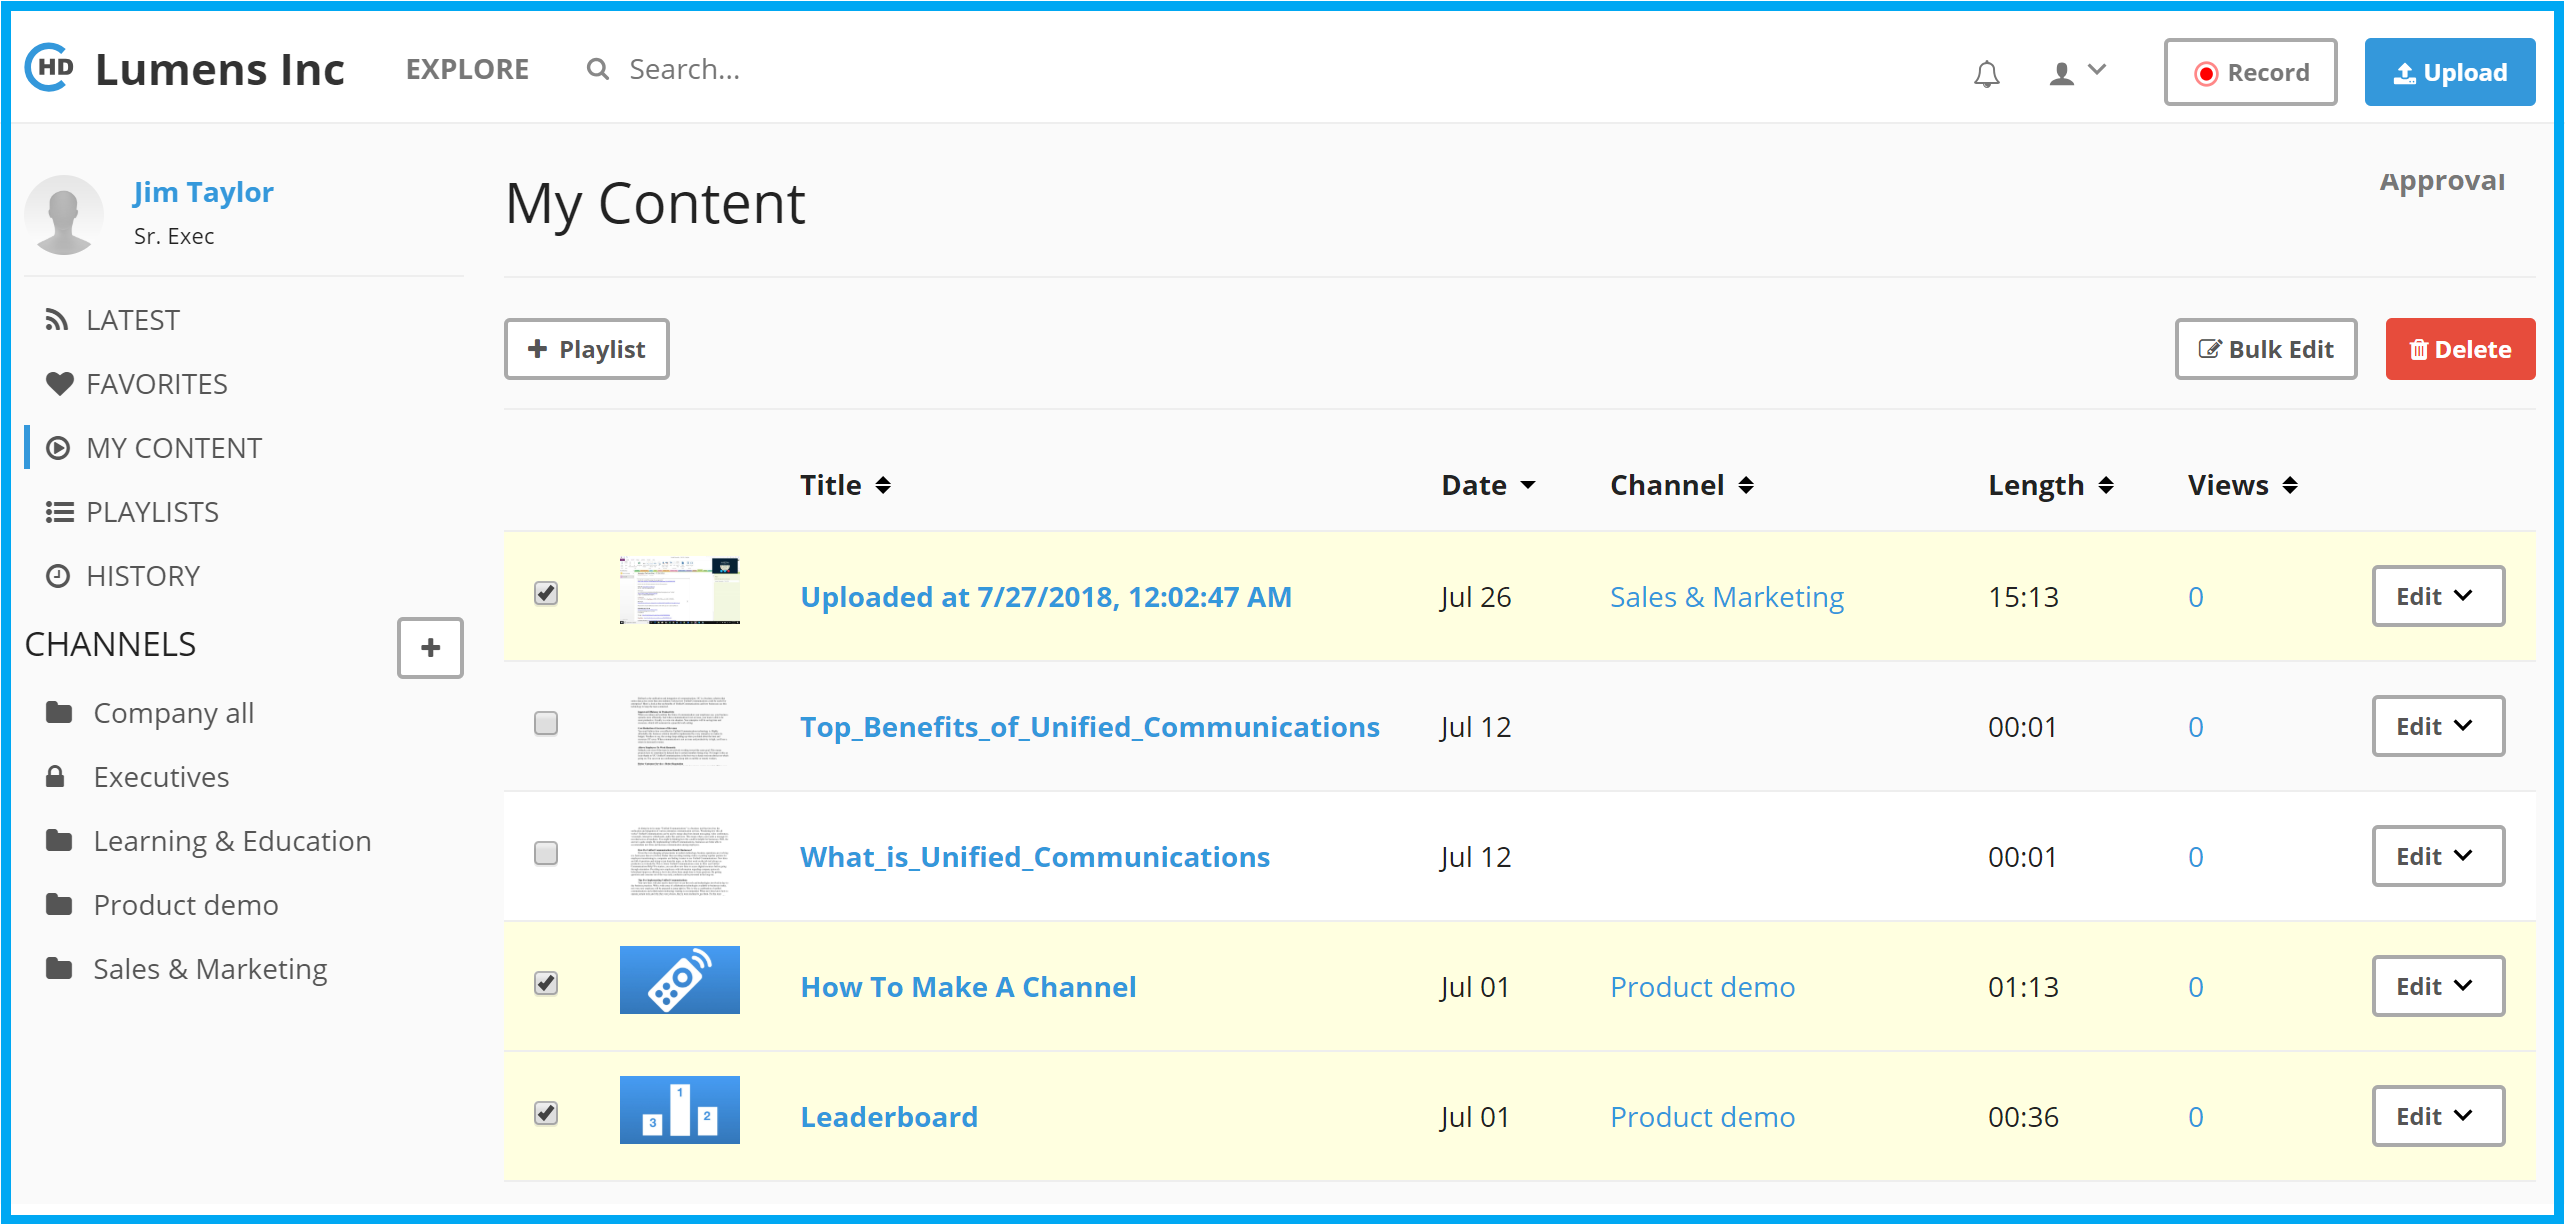 HD Lumens Inc EXPLORE Search... Record Upload
Jim Taylor
Sr. Exec
LATEST
FAVORITES
MY CONTENT
PLAYLISTS
HISTORY
CHANNELS
Company all
Executives
Learning & Education
Product demo
Sales & Marketing
My Content Approval
Playlist Bulk Edit Delete
Title Date Channel Length Views
Uploaded at 7/27/2018, 12:02:47 AM Jul 26 Sales & Marketing 15:13 0 Edit
Top_Benefits_of_Unified_Communications Jul 12 00:01 0 Edit
What_is_Unified_Communications Jul 12 00:01 0 Edit
How To Make A Channel Jul 01 Product demo 01:13 0 Edit
3 1 2 Leaderboard Jul 01 Product demo 00:36 0 Edit